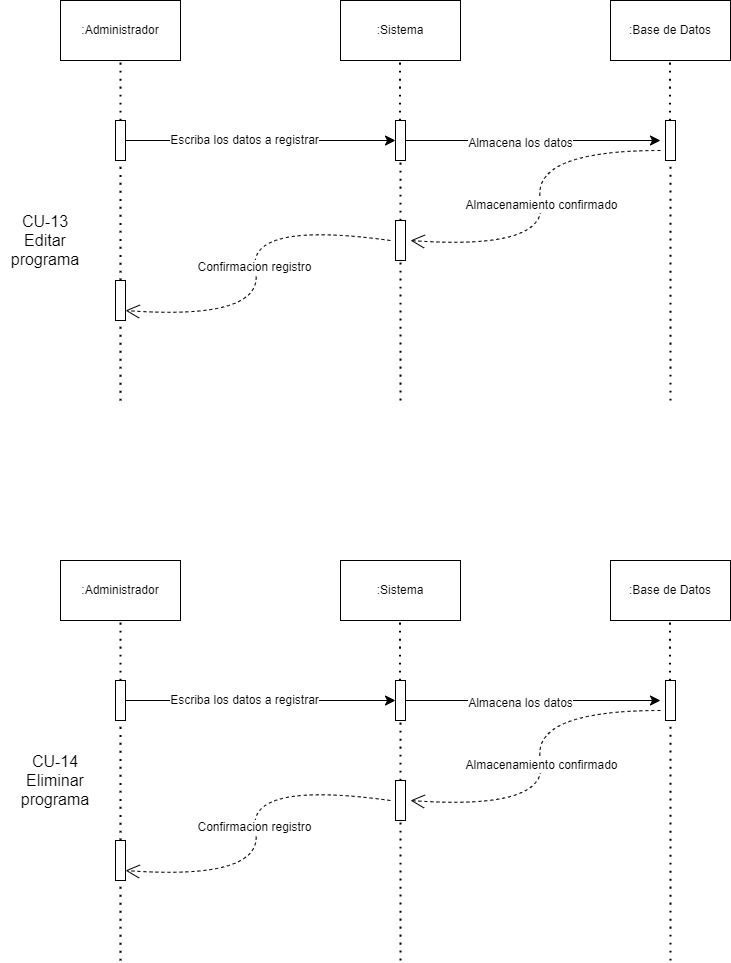 :Administrador
:Sistema
:Base de Datos
Escriba los datos a registrar
Almacena los datos
Almacenamiento confirmado
CU-13
Editar
programa
Confirmacion registro
:Administrador
:Sistema
:Base de Datos
Escriba los datos a registrar
Almacena los datos
Almacenamiento confirmado
CU-14
Eliminar
programa
Confirmacion registro